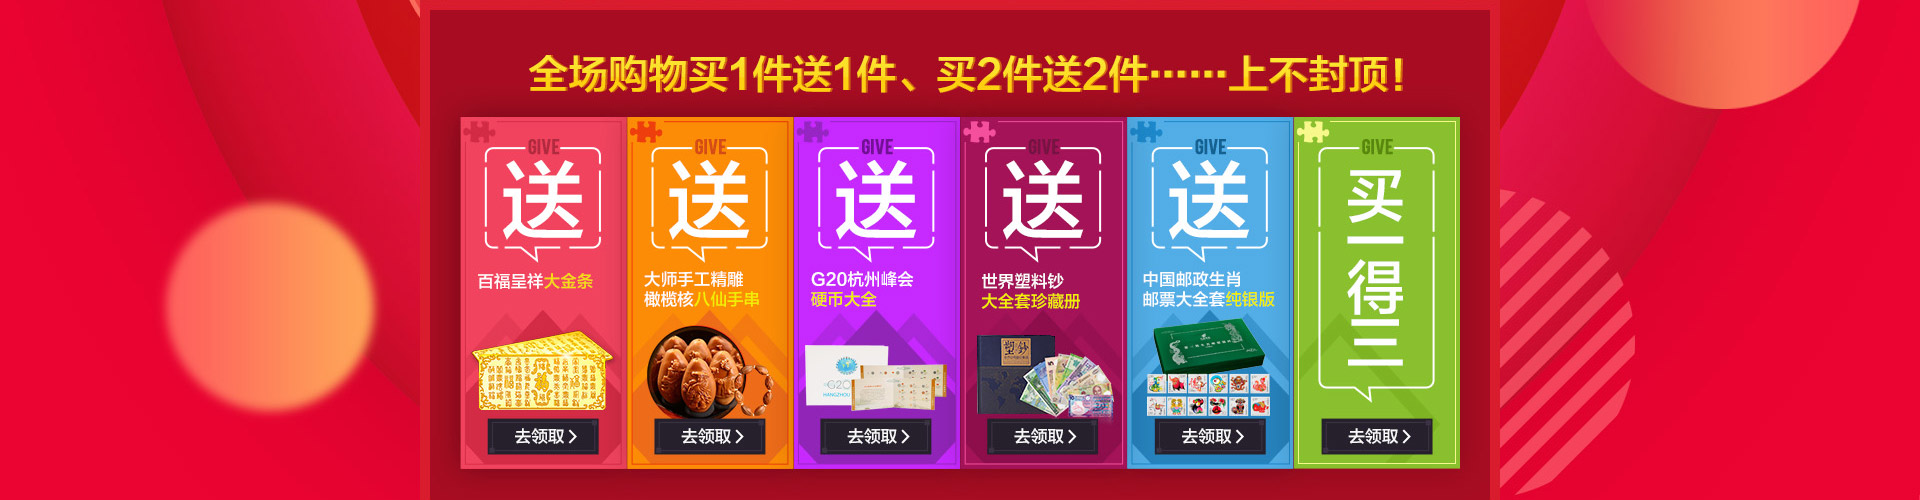 全场购物买1件送1件、买2件送2件……上不封顶！
GIVE
送
百福呈祥大金条
去领取 >
GIVE
送
大师手工精雕
橄榄核八仙手串
去领取 >
GIVE
送
G20杭州峰会
硬币大全
G20
HANGZHOU
去领取 >
GIVE
送
世界塑料钞
大全套珍藏册
塑钞
去领取 >
GIVE
送
中国邮政生肖
邮票大全套纯银版
去领取 >
GIVE
买一得三
去领取 >